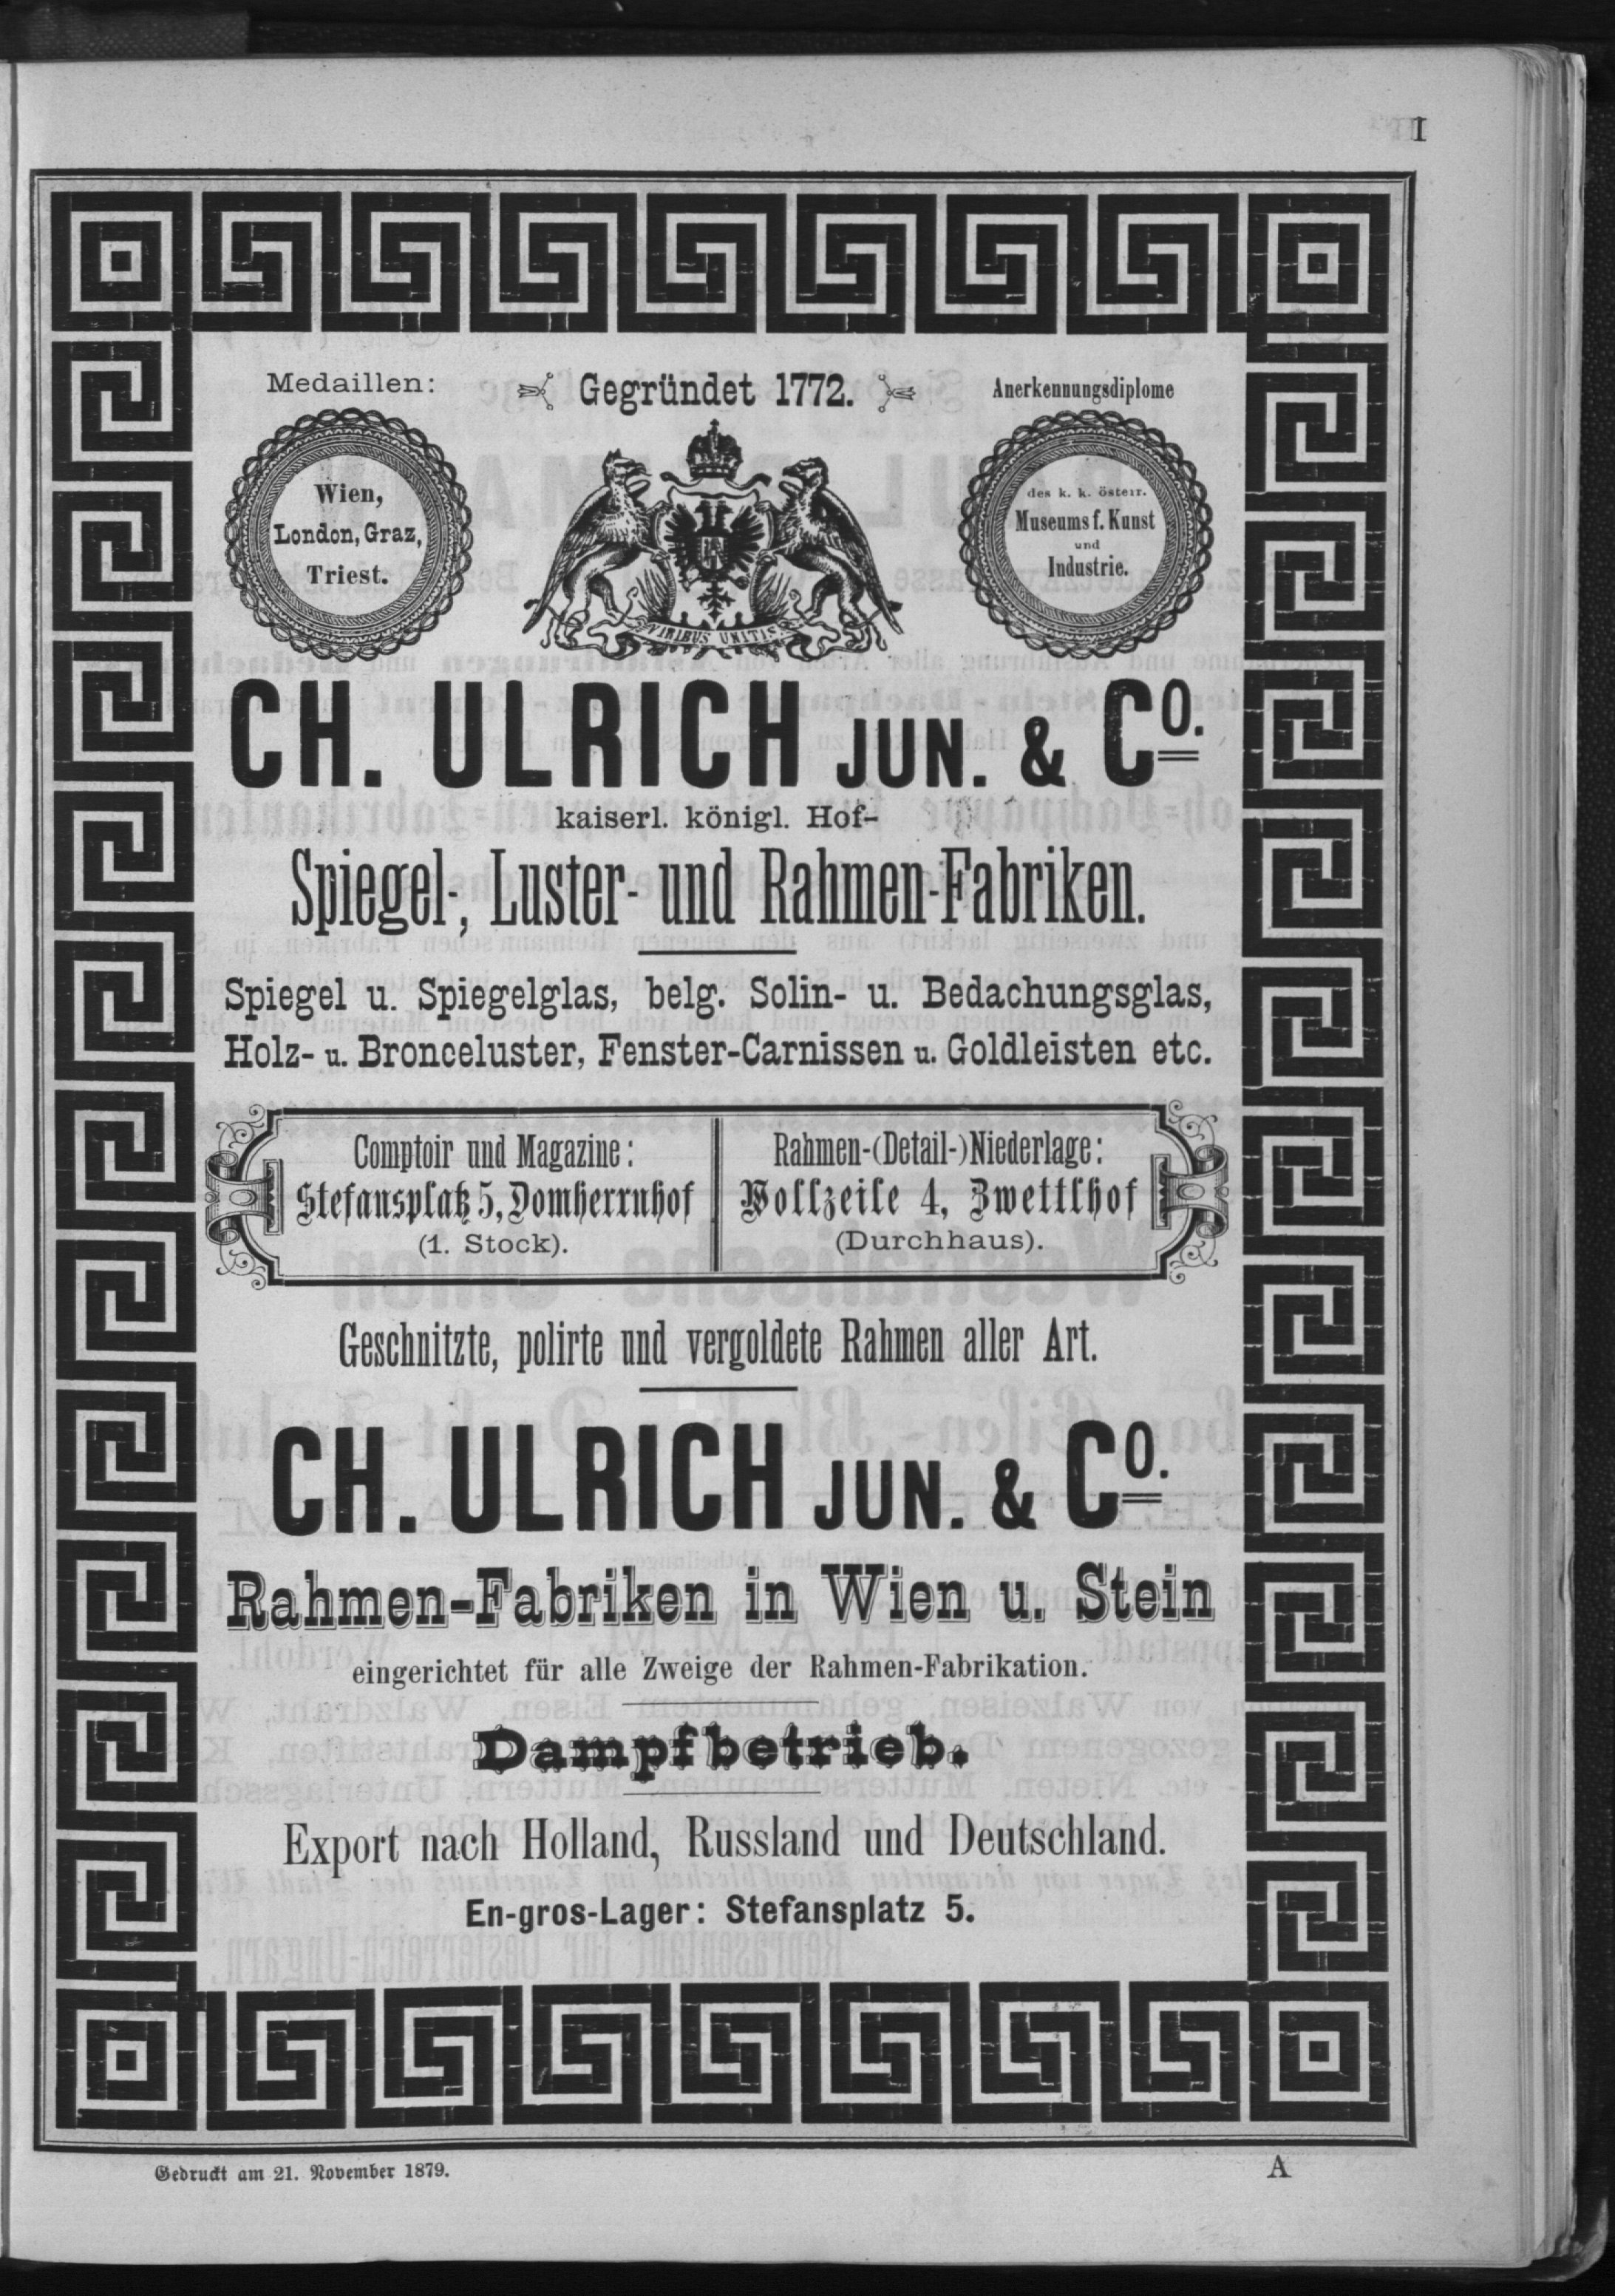 I
Medaillen:
Gegründet 1772.
Anerkennungsdiplome
Wien,
London, Graz,
Triest.
VIRIBUS UNITIS
des k. k. österr.
Museums f. Kunst
und
Industrie.
CH. ULRICH JUN. & Cº.
kaiserl. königl. Hof-
Spiegel-, Luster- und Rahmen-Fabriken.
Spiegel u. Spiegelglas, belg. Solin- u. Bedachungsglas,
Holz- u. Bronceluster, Fenster-Carnissen u. Goldleisten etc.
Comptoir und Magazine:
Stefansplatz 5, Domherrnhof
(1. Stock).
Rahmen-(Detail-)Niederlage:
Wollzeile 4, Zwettlhof
(Durchhaus).
Geschnitzte, polirte und vergoldete Rahmen aller Art.
CH. ULRICH JUN. & Cº.
Rahmen-Fabriken in Wien u. Stein
eingerichtet für alle Zweige der Rahmen-Fabrikation.
Dampfbetrieb.
Export nach Holland, Russland und Deutschland.
En-gros-Lager: Stefansplatz 5.
Gedruckt am 21. November 1879.
A